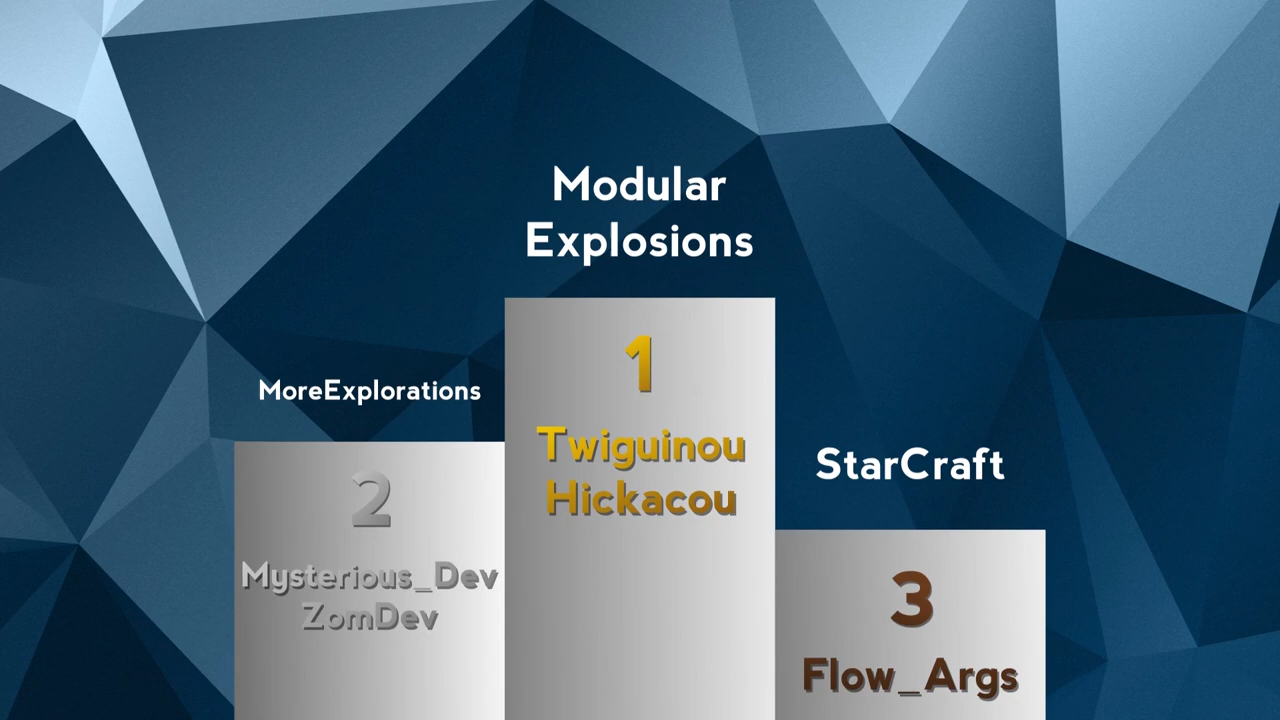 Modular
Explosions
1
Twiguinou
Hickacou
MoreExplorations
2
Mysterious_Dev
ZomDev
StarCraft
3
Flow_Args